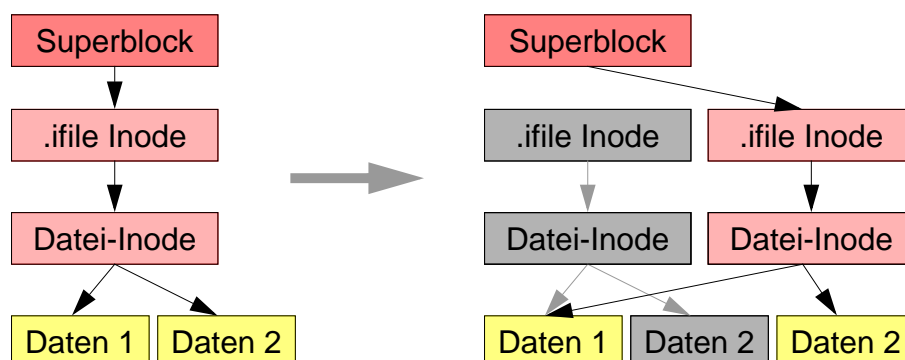 Superblock
.ifile Inode
Datei-Inode
Daten 1
Daten 2
Superblock
.ifile Inode
.ifile Inode
Datei-Inode
Datei-Inode
Daten 1
Daten 2
Daten 2